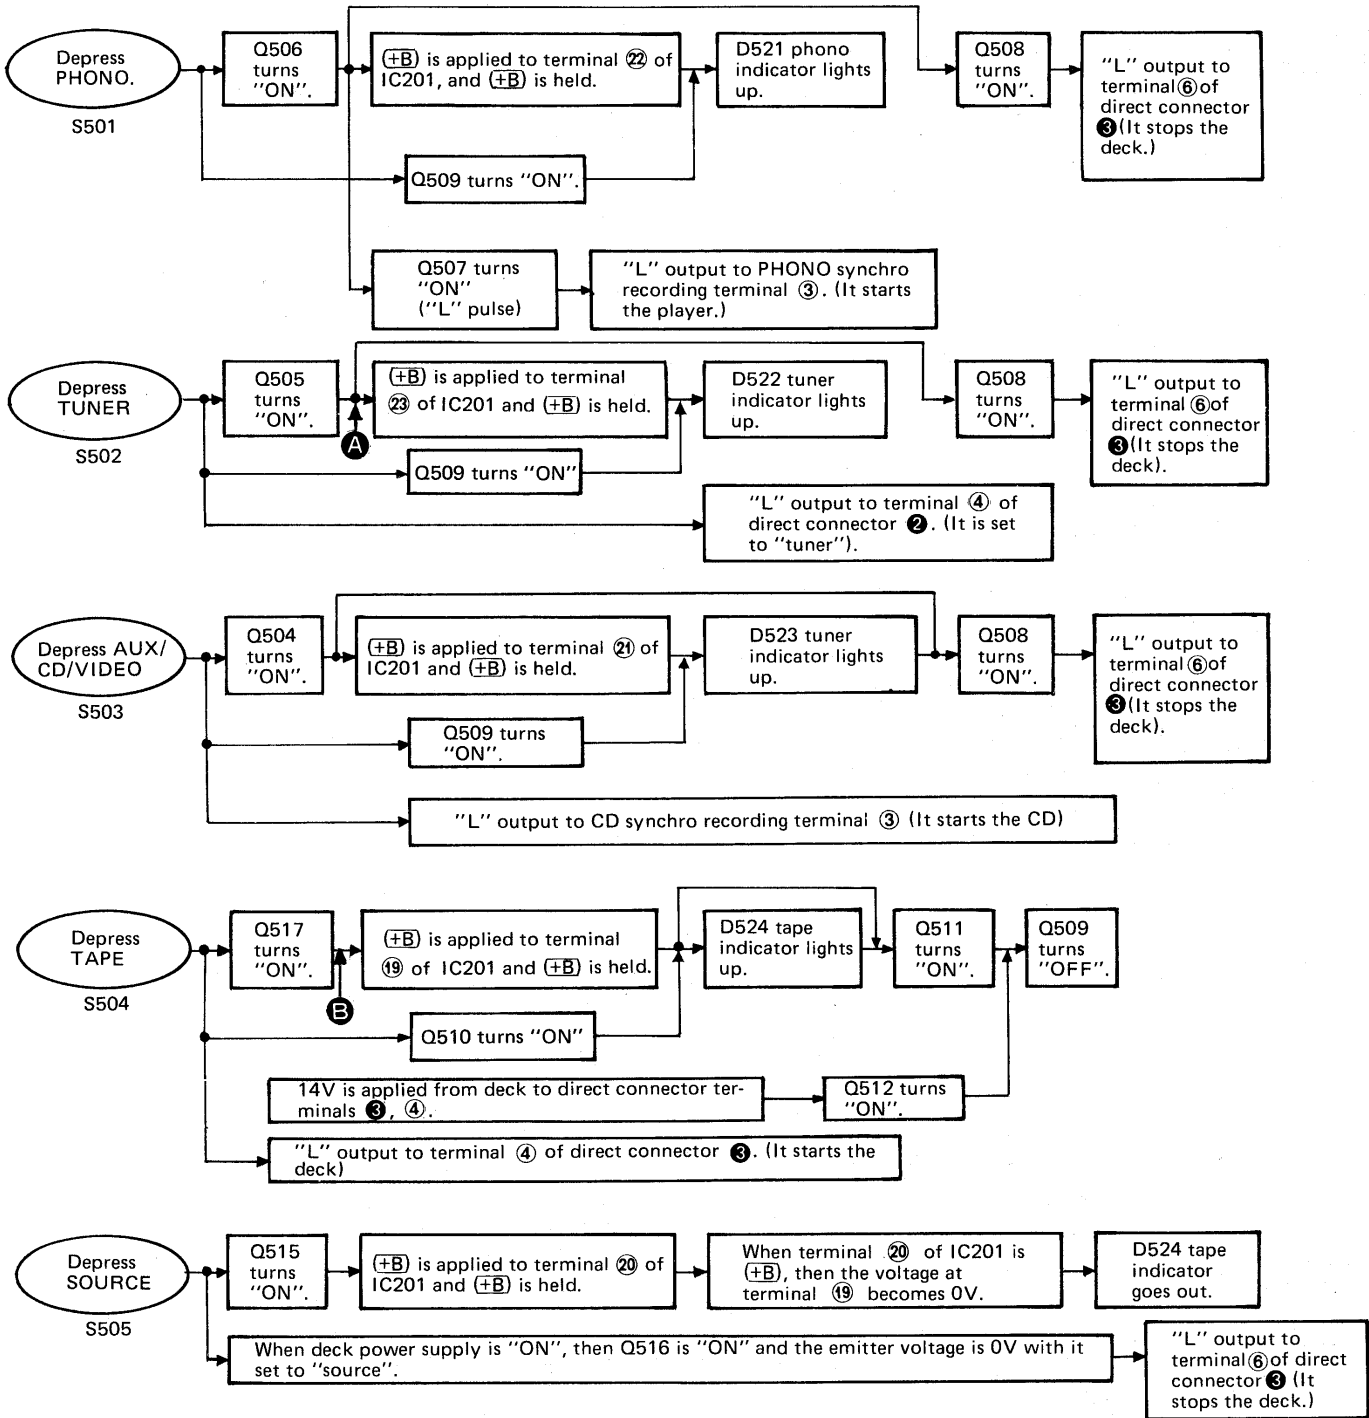 Depress
PHONO.
S501
Q506
turns
"ON".
(+B) is applied to terminal ㉒ of
IC201, and (+B) is held.
D521 phono
indicator lights
up.
Q508
turns
"ON".
"L" output to
terminal ⑥ of
direct connector
❸ (It stops the
deck.)
Q509 turns "ON".
Q507 turns
"ON"
("L" pulse)
"L" output to PHONO synchro
recording terminal ③. (It starts
the player.)
Depress
TUNER
S502
Q505
turns
"ON".
A
(+B) is applied to terminal
㉓ of IC201 and (+B) is held.
D522 tuner
indicator lights
up.
Q508
turns
"ON".
"L" output to
terminal ⑥ of
direct connector
❸ (It stops the
deck).
Q509 turns "ON"
"L" output to terminal ④ of
direct connector ❷. (It is set
to "tuner").
Depress AUX/
CD/VIDEO
S503
Q504
turns
"ON".
(+B) is applied to terminal ㉑ of
IC201 and (+B) is held.
D523 tuner
indicator lights
up.
Q508
turns
"ON".
"L" output to
terminal ⑥ of
direct connector
❸ (It stops the
deck).
Q509 turns
"ON".
"L" output to CD synchro recording terminal ③ (It starts the CD)
Depress
TAPE
S504
Q517
turns
"ON".
B
(+B) is applied to terminal
⑲ of IC201 and (+B) is held.
D524 tape
indicator lights
up.
Q511
turns
"ON".
Q509
turns
"OFF".
Q510 turns "ON"
14V is applied from deck to direct connector ter-
minals ❸, ④.
Q512 turns
"ON".
"L" output to terminal ④ of direct connector ❸. (It starts the
deck)
Depress
SOURCE
S505
Q515
turns
"ON".
(+B) is applied to terminal ⑳ of
IC201 and (+B) is held.
When terminal ⑳ of IC201 is
(+B), then the voltage at
terminal ⑲ becomes 0V.
D524 tape
indicator
goes out.
When deck power supply is "ON", then Q516 is "ON" and the emitter voltage is 0V with it
set to "source".
"L" output to
terminal ⑥ of direct
connector ❸ (It
stops the deck.)